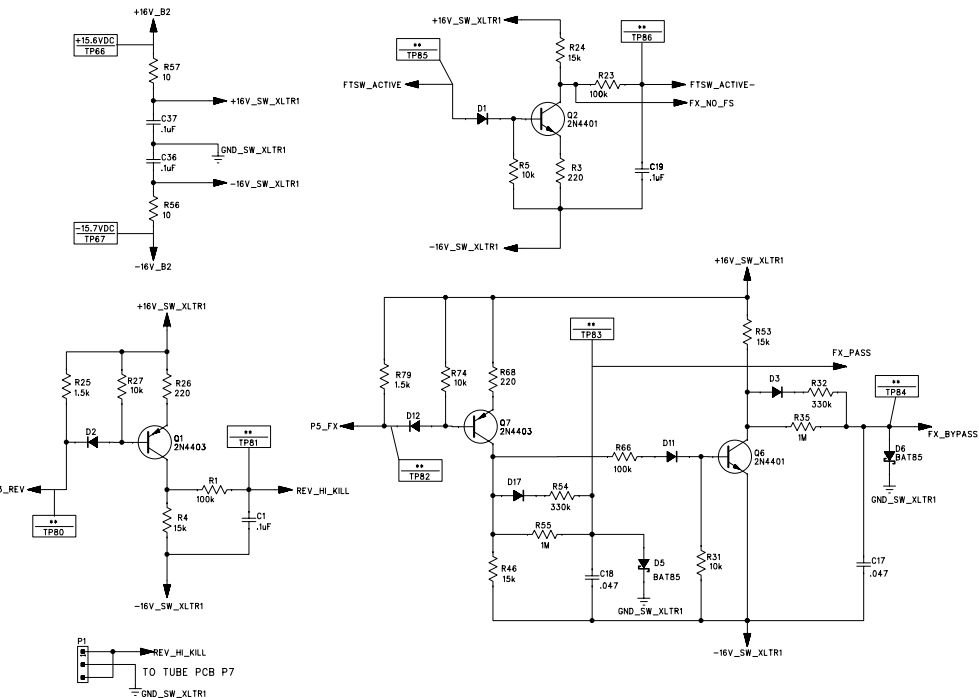 +16V_B2
+15.6VDC
TP66
R57
10
+16V_SW_XLTR1
C37
.1uF
GND_SW_XLTR1
C36
.1uF
-16V_SW_XLTR1
R56
10
-15.7VDC
TP67
-16V_B2
+16V_SW_XLTR1
**
TP85
FTSW_ACTIVE
R24
15k
**
TP86
R23
100k
FTSW_ACTIVE-
FX_NO_FS
D1
Q2
2N4401
R5
10k
R3
220
C19
.1uF
-16V_SW_XLTR1
+16V_SW_XLTR1
R25
1.5k
R27
10k
R26
220
D2
Q1
2N4403
**
TP81
R1
100k
REV_HI_KILL
**
TP80
R4
15k
C1
.1uF
-16V_SW_XLTR1
+16V_SW_XLTR1
**
TP83
R53
15k
FX_PASS
R79
1.5k
R74
10k
R68
220
D3
R32
330k
**
TP84
P5_FX
D12
Q7
2N4403
R35
1M
FX_BYPASS
**
TP82
R66
100k
D11
Q6
2N4401
D6
BAT85
GND_SW_XLTR1
D17
R54
330k
R55
1M
R46
15k
C18
.047
D5
BAT85
GND_SW_XLTR1
R31
10k
C17
.047
-16V_SW_XLTR1
P1
REV_HI_KILL
TO TUBE PCB P7
GND_SW_XLTR1